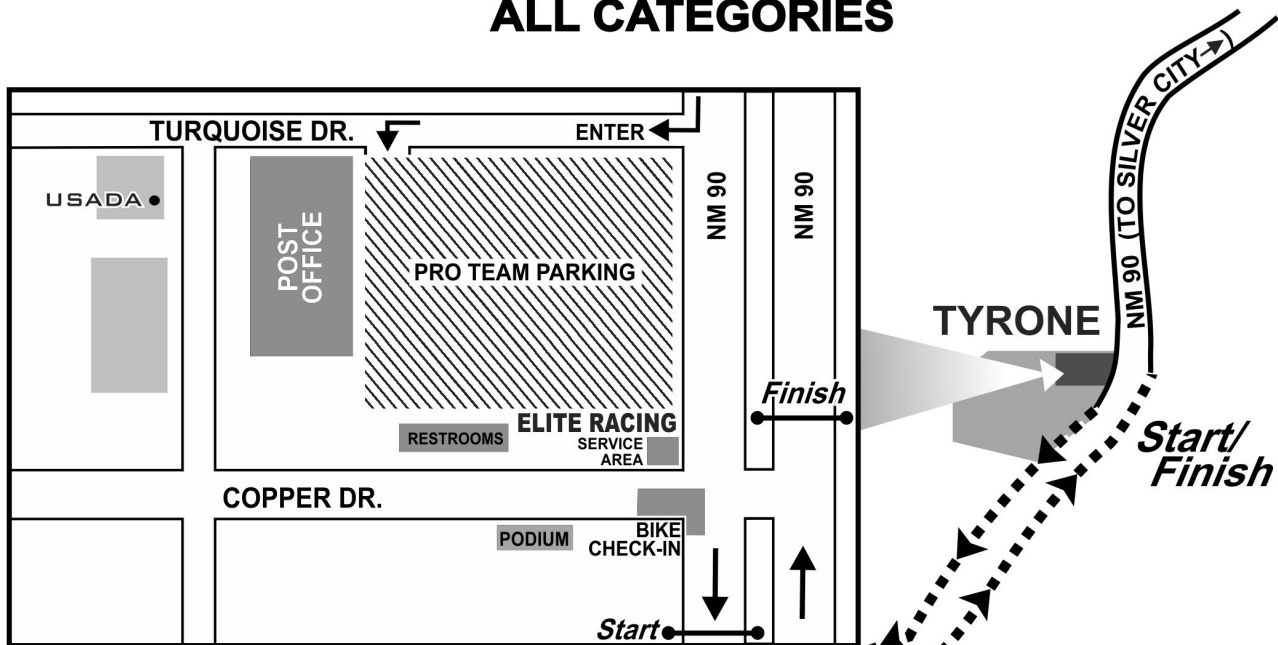 ALL CATEGORIES
TURQUOISE DR.
ENTER
USADA
POST
OFFICE
PRO TEAM PARKING
NM 90
NM 90
Finish
ELITE RACING
RESTROOMS
SERVICE
AREA
COPPER DR.
PODIUM
BIKE
CHECK-IN
Start
TYRONE
NM 90 (TO SILVER CITY→)
Start/
Finish